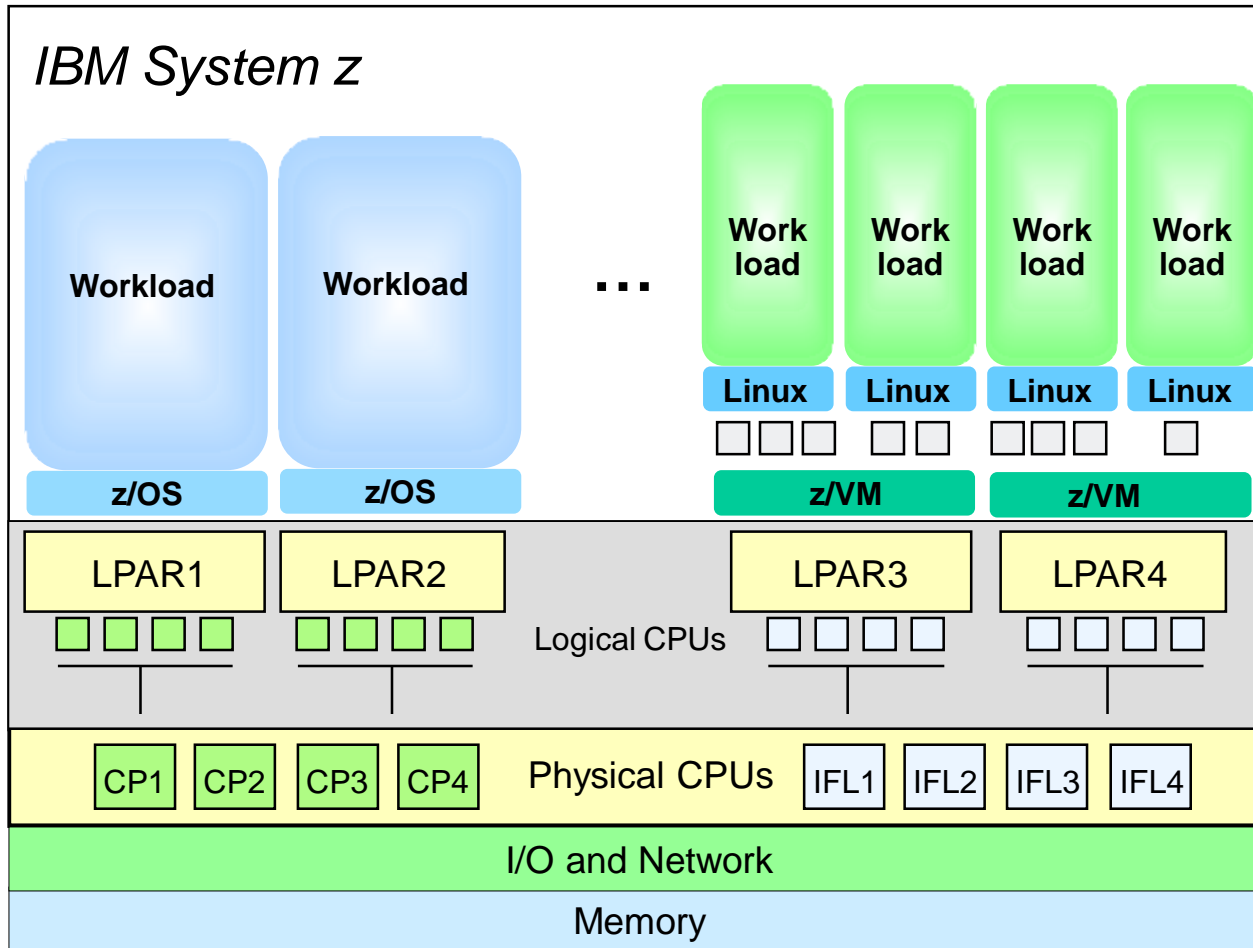 IBM System z
Workload
Workload
...
Work
load
Work
load
Work
load
Work
load
Linux
Linux
Linux
Linux
z/OS
z/OS
z/VM
z/VM
LPAR1
LPAR2
LPAR3
LPAR4
Logical CPUs
CP1
CP2
CP3
CP4
Physical CPUs
IFL1
IFL2
IFL3
IFL4
I/O and Network
Memory